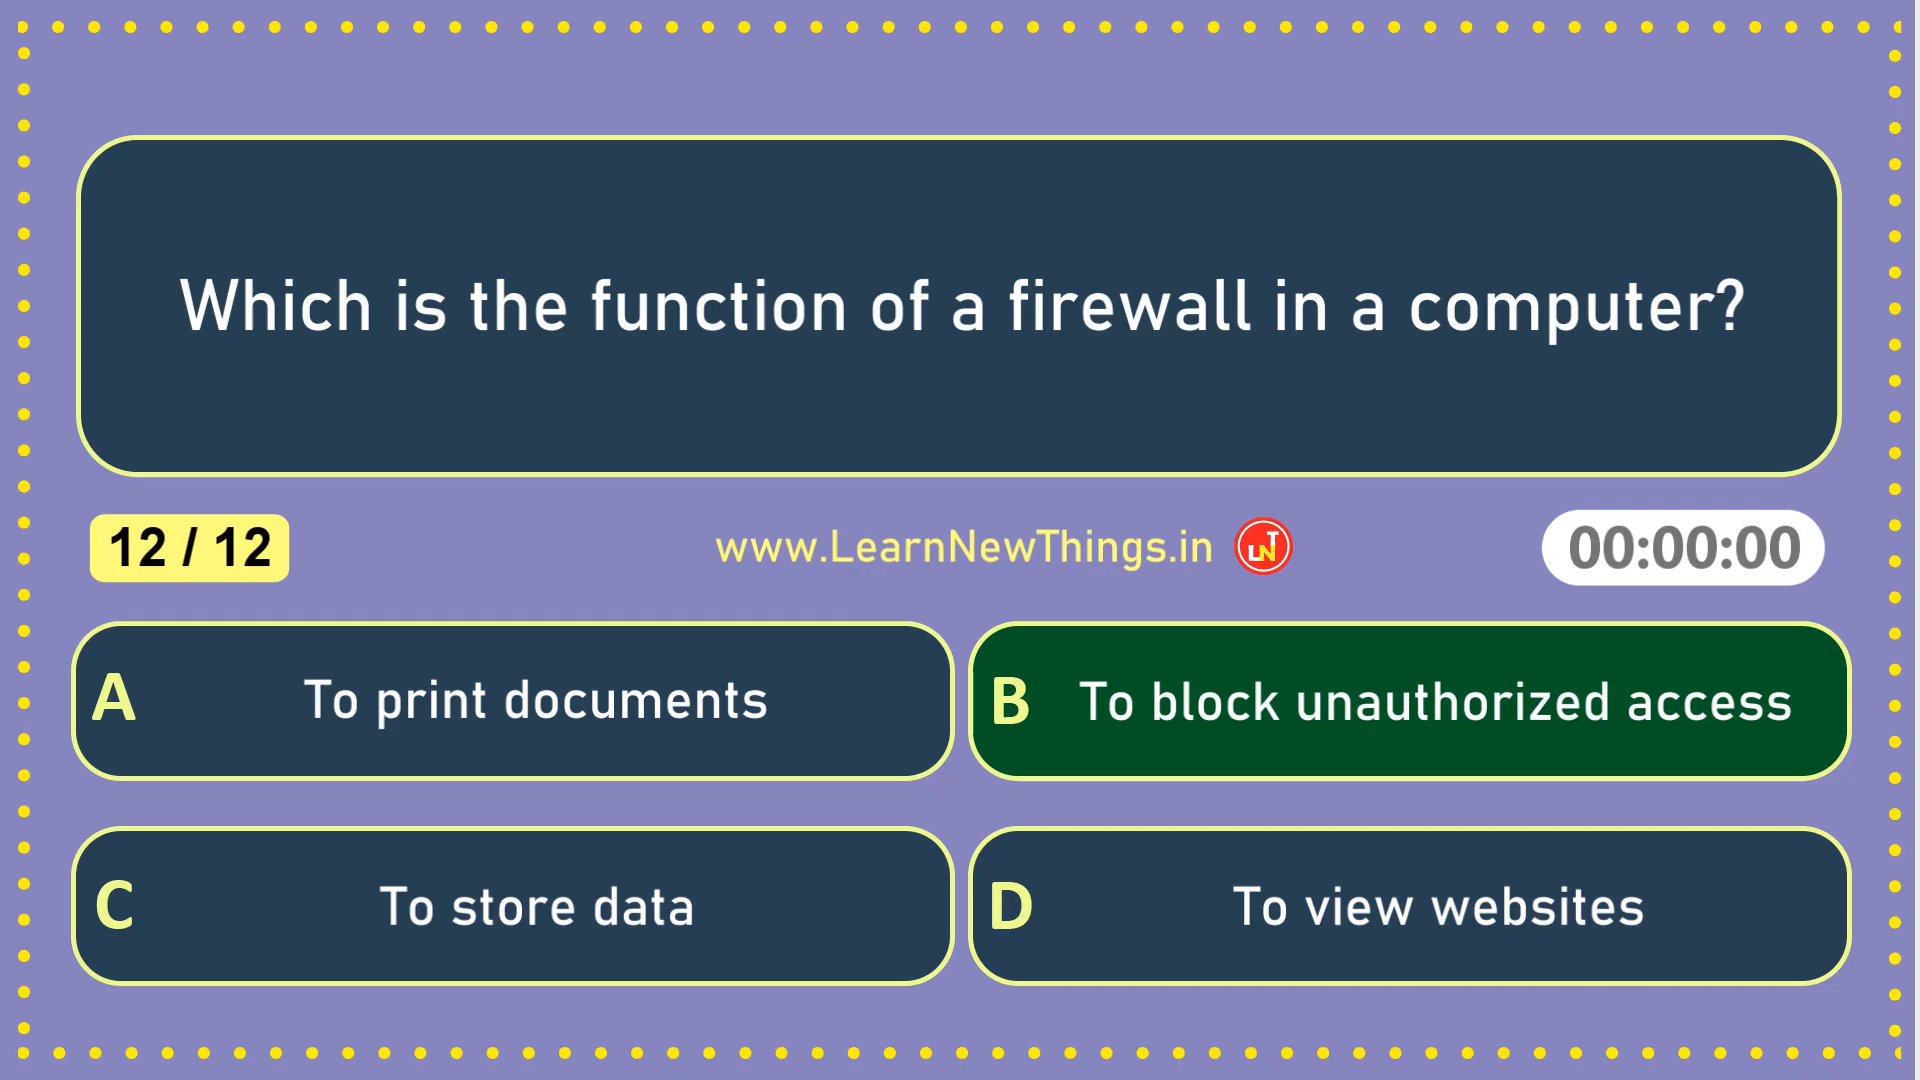 Which is the function of a firewall in a computer?
12 / 12
www.LearnNewThings.in
LNT
00:00:00
A To print documents
B To block unauthorized access
C To store data
D To view websites